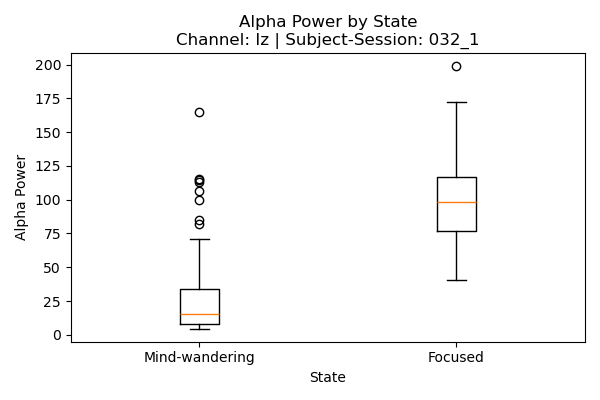 Alpha Power by State
Channel: Iz | Subject-Session: 032_1
200
175
150
125
100
75
50
25
0
Alpha Power
Mind-wandering Focused
State